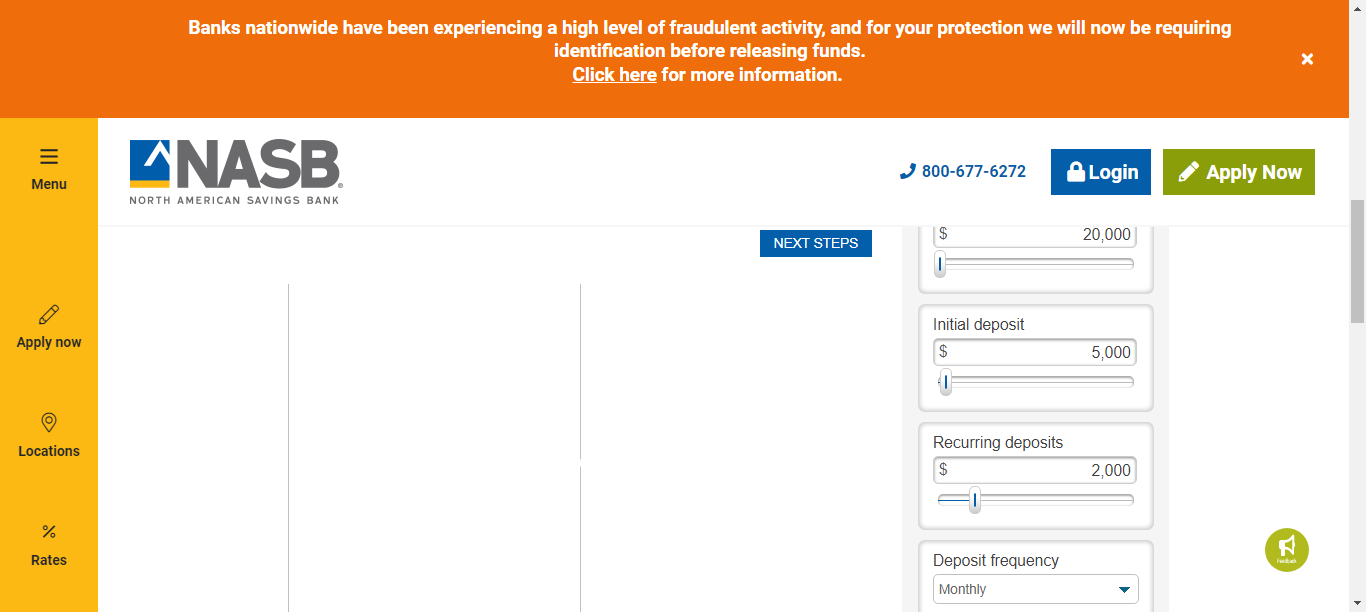 Banks nationwide have been experiencing a high level of fraudulent activity, and for your protection we will now be requiring
identification before releasing funds.
Click here for more information.
Menu
NASB®
NORTH AMERICAN SAVINGS BANK
800-677-6272
Login
Apply Now
NEXT STEPS
$ 20,000
Initial deposit
$ 5,000
Recurring deposits
$ 2,000
Deposit frequency
Monthly
Apply now
Locations
Rates
Feedback